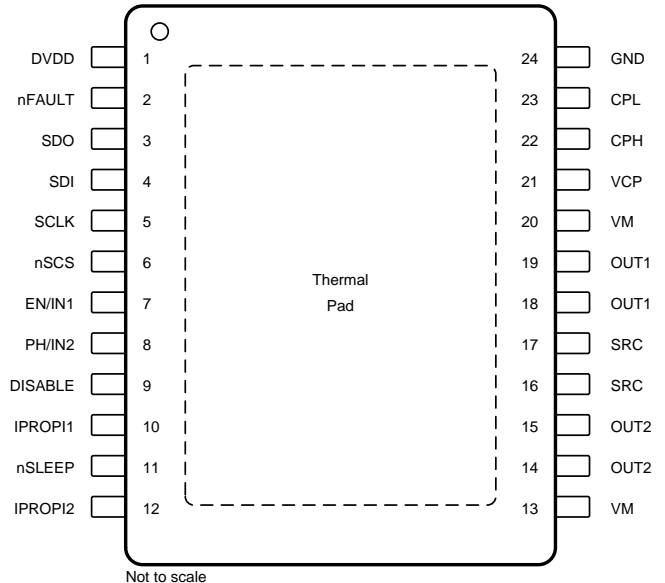 DVDD 1 24 GND
nFAULT 2 23 CPL
SDO 3 22 CPH
SDI 4 21 VCP
SCLK 5 20 VM
nSCS 6 19 OUT1
EN/IN1 7 18 OUT1
PH/IN2 8 17 SRC
DISABLE 9 16 SRC
IPROPI1 10 15 OUT2
nSLEEP 11 14 OUT2
IPROPI2 12 13 VM
Thermal
Pad
Not to scale